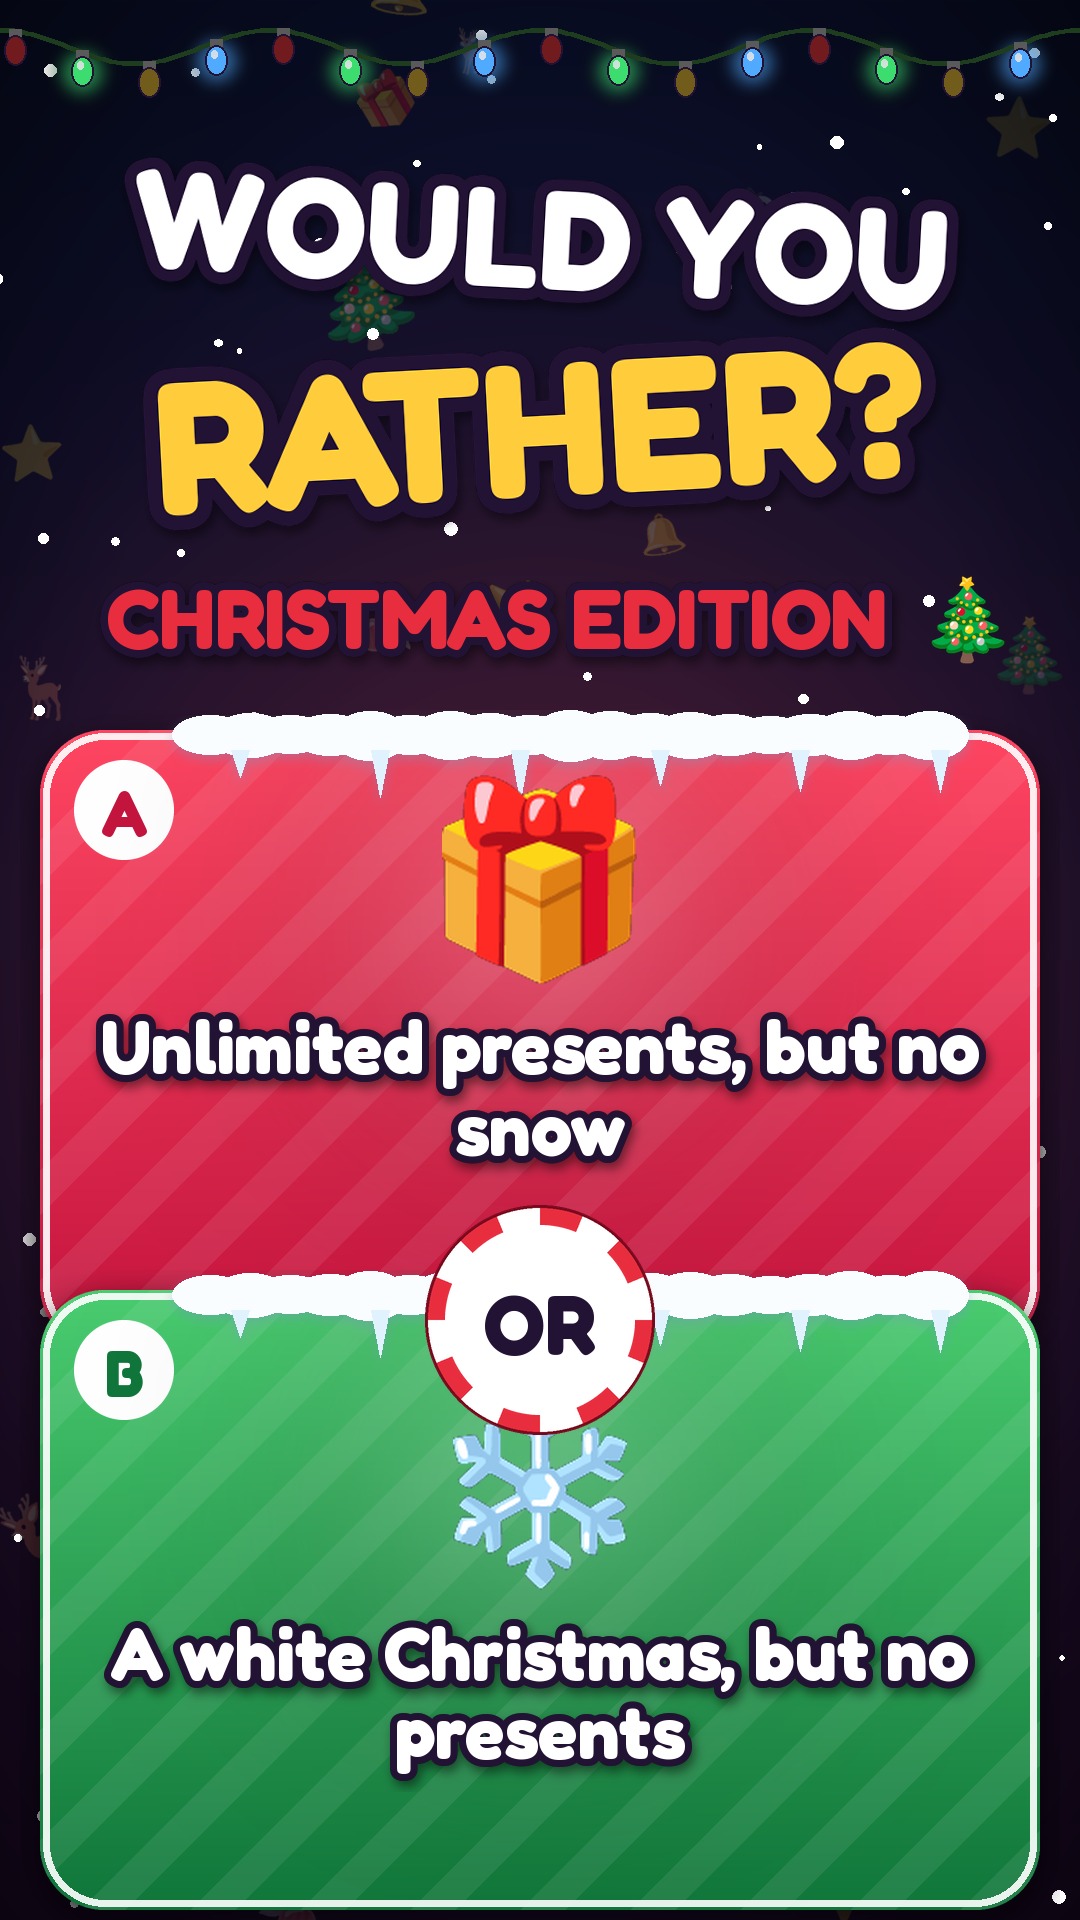 WOULD YOU
RATHER?
CHRISTMAS EDITION
A
Unlimited presents, but no
snow
OR
B
A white Christmas, but no
presents